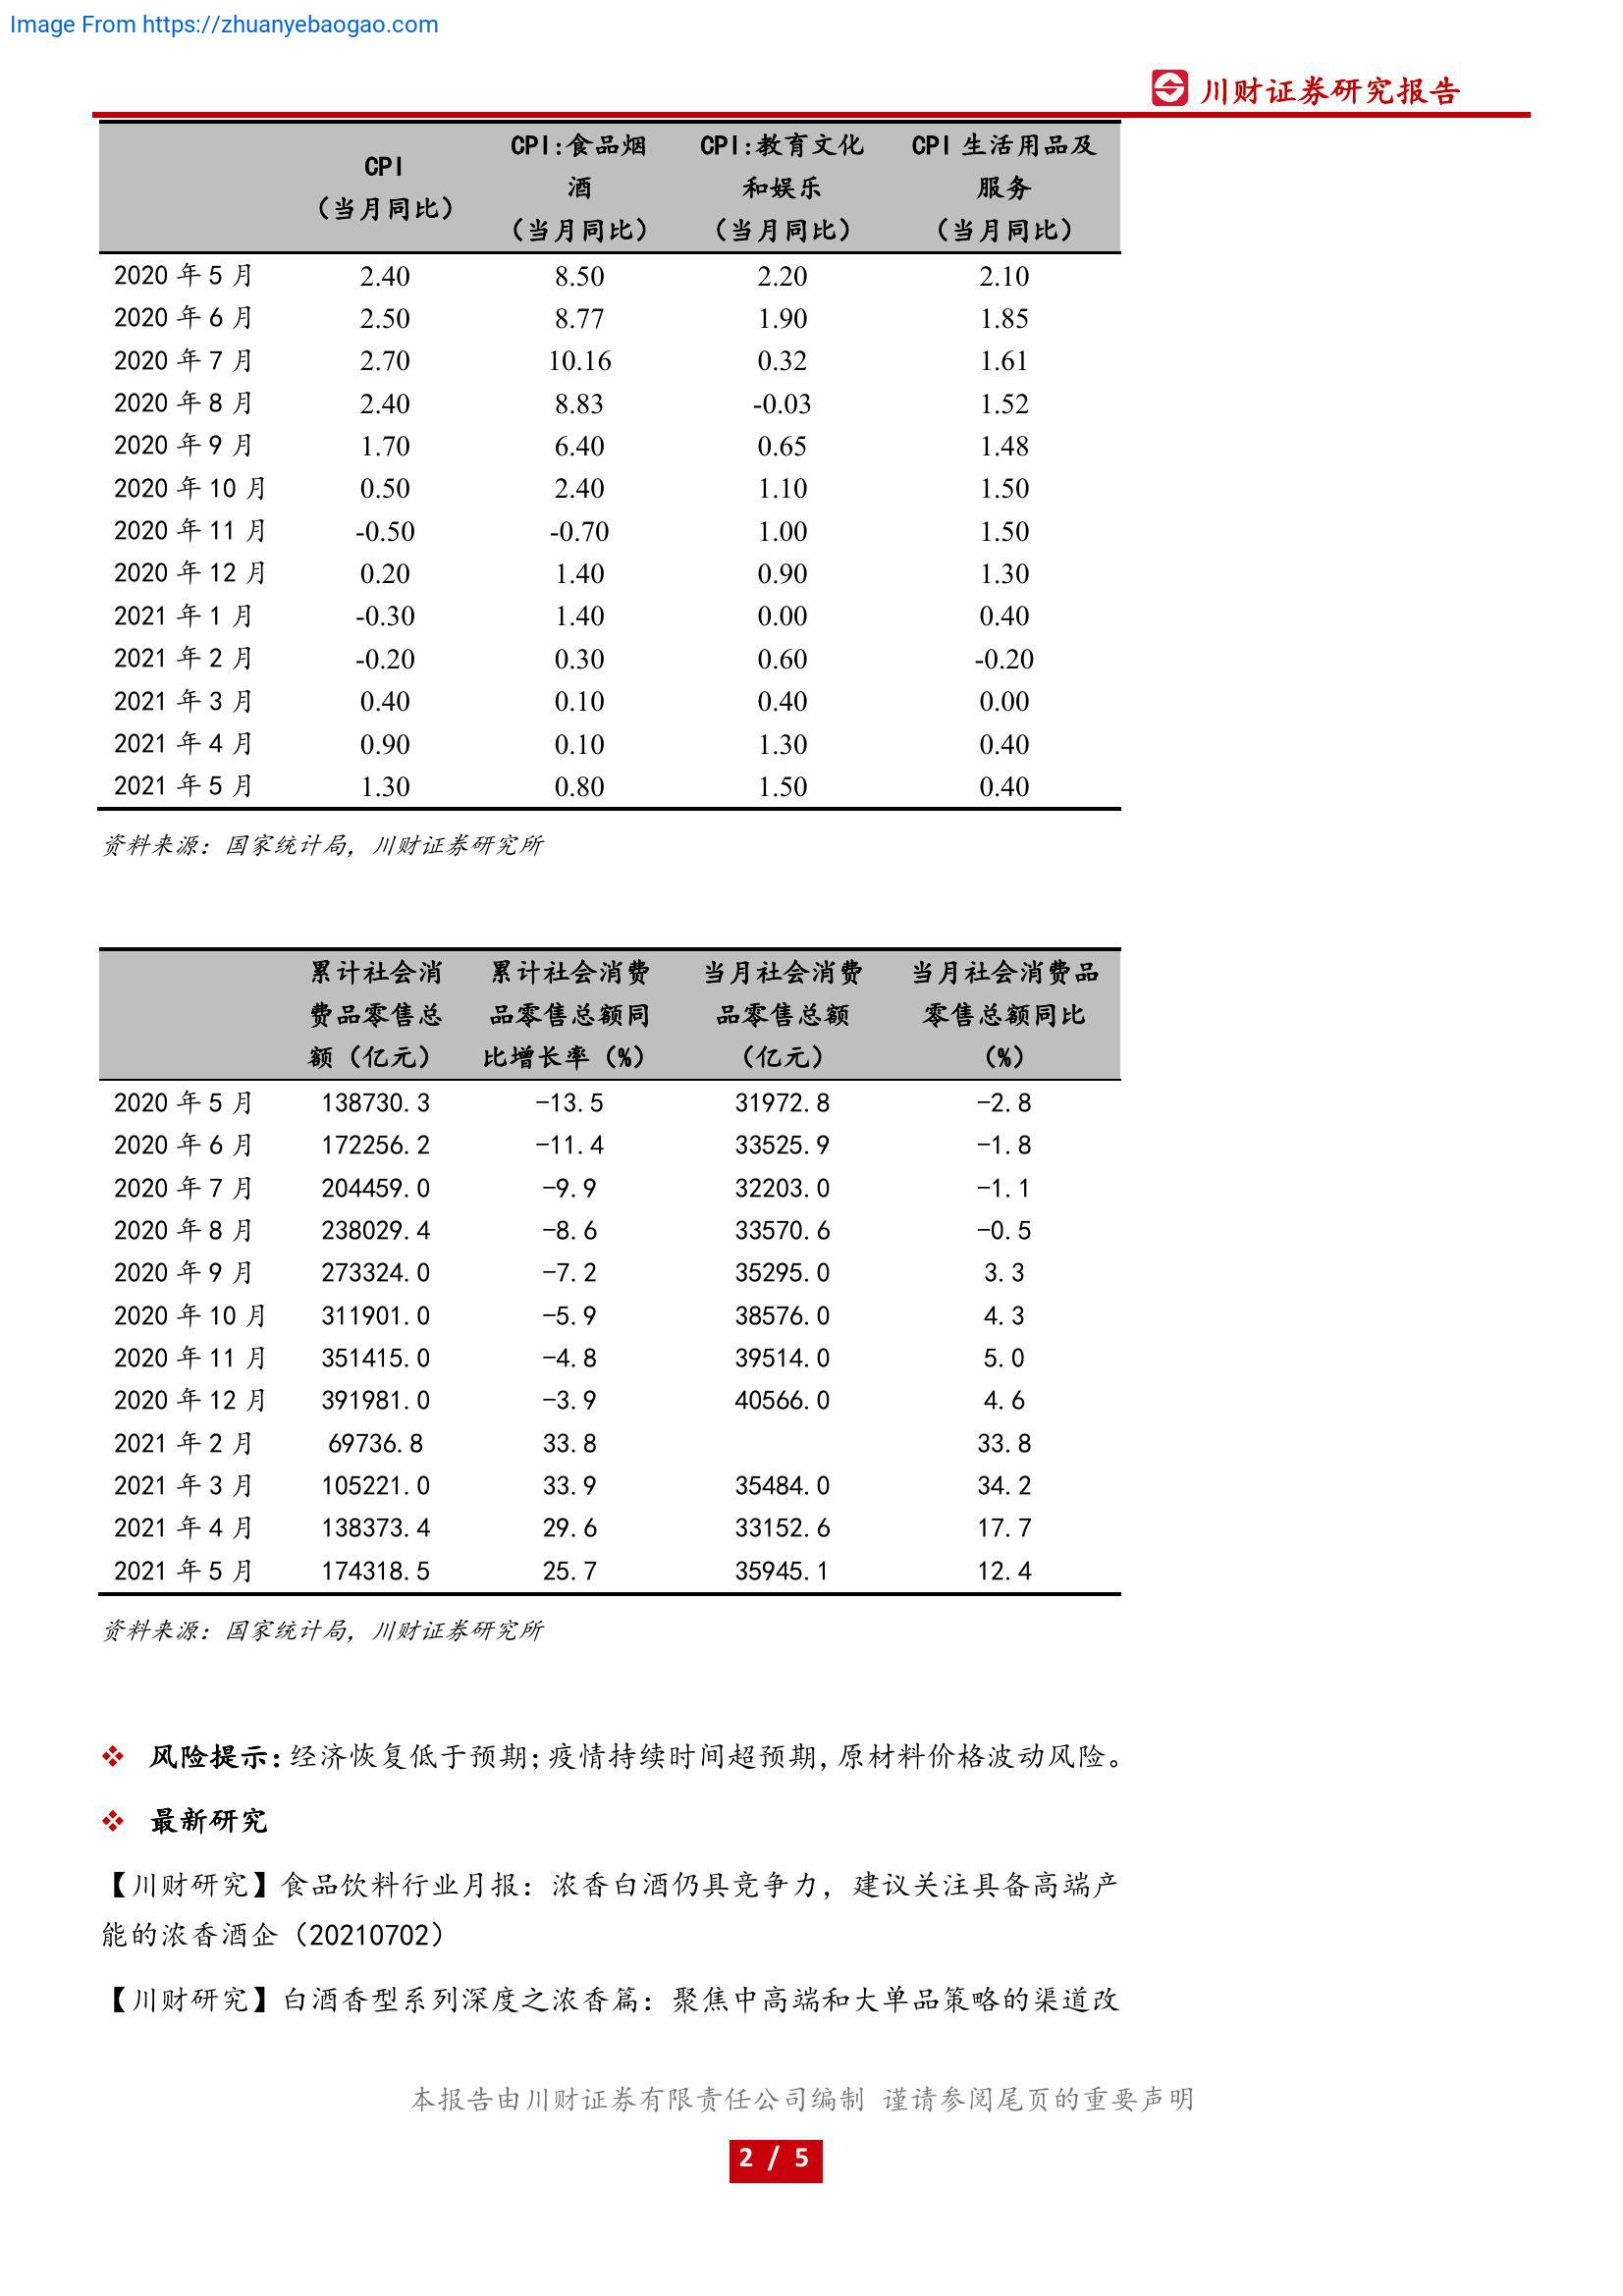 Image From https://zhuanyebaogao.com
川财证券研究报告
CPI（当月同比） CPI:食品烟酒（当月同比） CPI:教育文化和娱乐（当月同比） CPI 生活用品及服务（当月同比）
2020 年 5 月 2.40 8.50 2.20 2.10
2020 年 6 月 2.50 8.77 1.90 1.85
2020 年 7 月 2.70 10.16 0.32 1.61
2020 年 8 月 2.40 8.83 -0.03 1.52
2020 年 9 月 1.70 6.40 0.65 1.48
2020 年 10 月 0.50 2.40 1.10 1.50
2020 年 11 月 -0.50 -0.70 1.00 1.50
2020 年 12 月 0.20 1.40 0.90 1.30
2021 年 1 月 -0.30 1.40 0.00 0.40
2021 年 2 月 -0.20 0.30 0.60 -0.20
2021 年 3 月 0.40 0.10 0.40 0.00
2021 年 4 月 0.90 0.10 1.30 0.40
2021 年 5 月 1.30 0.80 1.50 0.40
资料来源：国家统计局，川财证券研究所
累计社会消费品零售总额（亿元） 累计社会消费品零售总额同比增长率（%） 当月社会消费品零售总额（亿元） 当月社会消费品零售总额同比（%）
2020 年 5 月 138730.3 -13.5 31972.8 -2.8
2020 年 6 月 172256.2 -11.4 33525.9 -1.8
2020 年 7 月 204459.0 -9.9 32203.0 -1.1
2020 年 8 月 238029.4 -8.6 33570.6 -0.5
2020 年 9 月 273324.0 -7.2 35295.0 3.3
2020 年 10 月 311901.0 -5.9 38576.0 4.3
2020 年 11 月 351415.0 -4.8 39514.0 5.0
2020 年 12 月 391981.0 -3.9 40566.0 4.6
2021 年 2 月 69736.8 33.8 33.8
2021 年 3 月 105221.0 33.9 35484.0 34.2
2021 年 4 月 138373.4 29.6 33152.6 17.7
2021 年 5 月 174318.5 25.7 35945.1 12.4
资料来源：国家统计局，川财证券研究所
❖ 风险提示：经济恢复低于预期；疫情持续时间超预期，原材料价格波动风险。
❖ 最新研究
【川财研究】食品饮料行业月报：浓香白酒仍具竞争力，建议关注具备高端产
能的浓香酒企（20210702）
【川财研究】白酒香型系列深度之浓香篇：聚焦中高端和大单品策略的渠道改
本报告由川财证券有限责任公司编制 谨请参阅尾页的重要声明
2 / 5